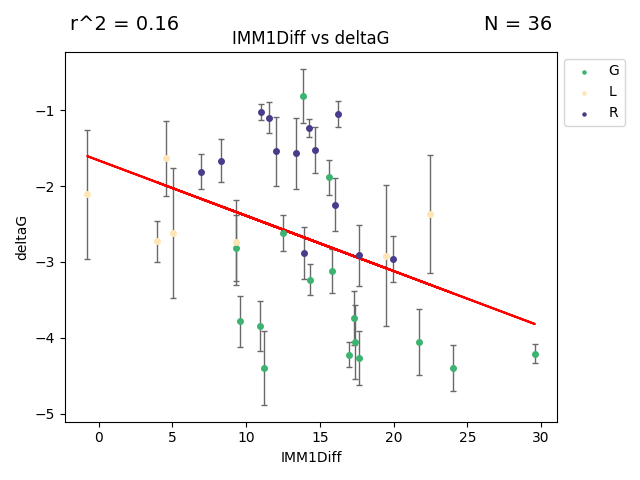 r^2 = 0.16
N = 36
IMM1Diff vs deltaG
G
L
R
−1
−2
−3
−4
−5
deltaG
0
5
10
15
20
25
30
IMM1Diff